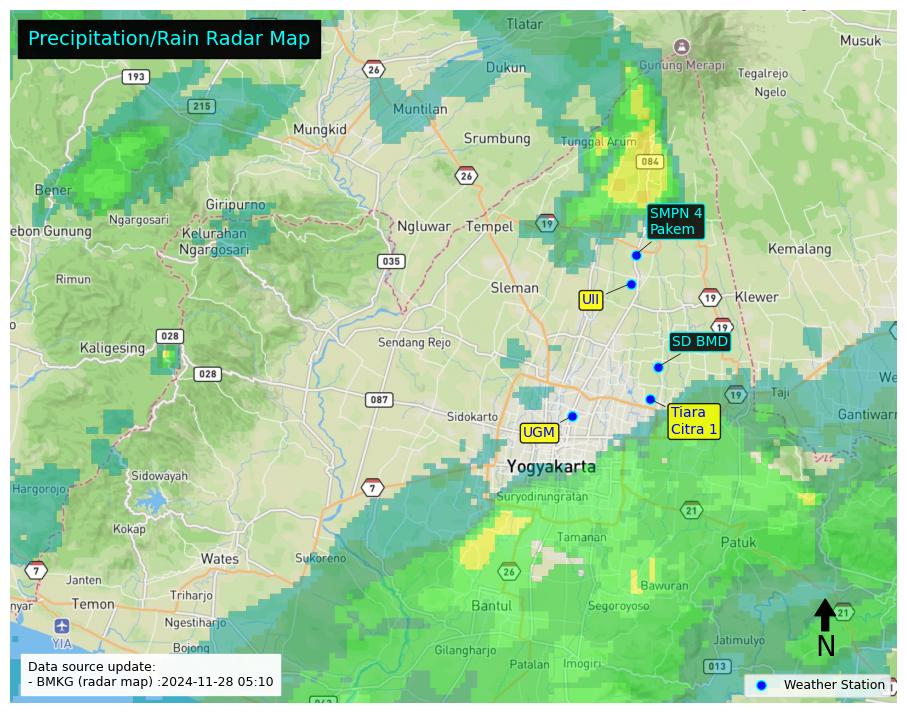 Precipitation/Rain Radar Map
Tlatar
Musuk
26
193
Dukun
Gunung Merapi
Tegalrejo
Ngelo
215
Muntilan
Mungkid
Srumbung
Tunggal Arum
084
26
Bener
Giripurno
Ngargosari
ebon Gunung
Kelurahan
Ngargosari
Ngluwar
Tempel
19
SMPN 4
Pakem
Kemalang
035
Rimun
Sleman
UII
19
Klewer
19
028
Kaligesing
Sendang Rejo
SD BMD
028
087
We
19
Taji
Sidokarto
Tiara
Citra 1
Gantiwarn
UGM
Yogyakarta
Sidowayah
7
Hargorojo
Suryodiningratan
21
Kokap
Tamanan
Patuk
Wates
Sukoreno
7
26
Janten
Bawuran
nyar
Temon
Triharjo
Bantul
Segoroyoso
21
YIA
Ngestiharjo
N
Bojong
Gilangharjo
Jatimulyo
Patalan
Imogiri
013
Data source update:
- BMKG (radar map) :2024-11-28 05:10
Weather Station